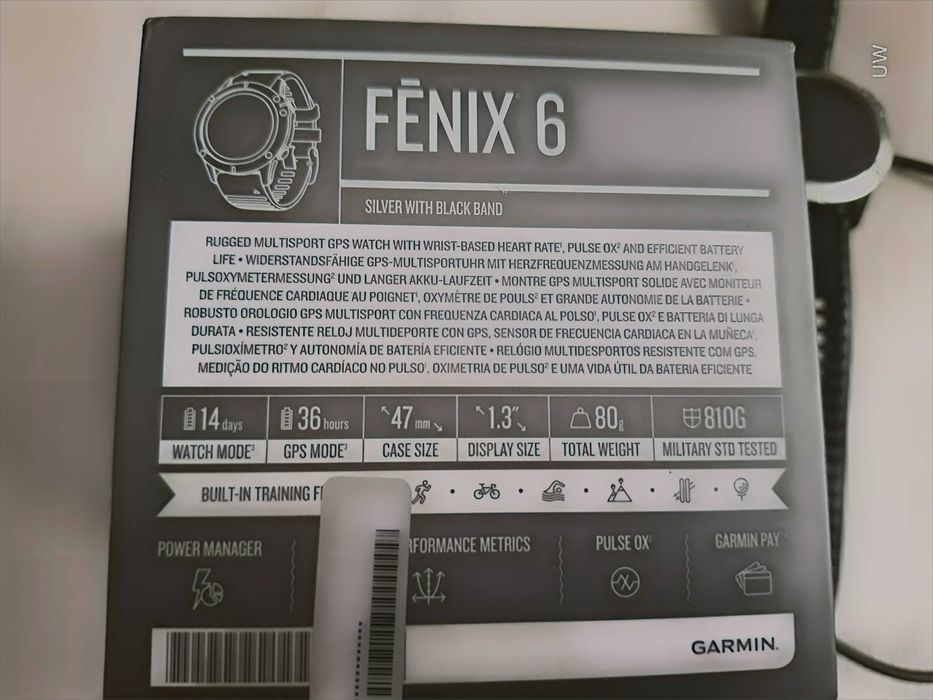 UW
FĒNIX 6
SILVER WITH BLACK BAND
RUGGED MULTISPORT GPS WATCH WITH WRIST-BASED HEART RATE¹, PULSE OX² AND EFFICIENT BATTERY
LIFE • WIDERSTANDSFÄHIGE GPS-MULTISPORTUHR MIT HERZFREQUENZMESSUNG AM HANDGELENK¹,
PULSOXYMETERMESSUNG² UND LANGER AKKU-LAUFZEIT • MONTRE GPS MULTISPORT SOLIDE AVEC MONITEUR
DE FRÉQUENCE CARDIAQUE AU POIGNET¹, OXYMÈTRE DE POULS² ET GRANDE AUTONOMIE DE LA BATTERIE •
ROBUSTO OROLOGIO GPS MULTISPORT CON FREQUENZA CARDIACA AL POLSO¹, PULSE OX² E BATTERIA DI LUNGA
DURATA • RESISTENTE RELOJ MULTIDEPORTE CON GPS, SENSOR DE FRECUENCIA CARDIACA EN LA MUÑECA¹,
PULSIOXÍMETRO² Y AUTONOMÍA DE BATERÍA EFICIENTE • RELÓGIO MULTIDESPORTOS RESISTENTE COM GPS,
MEDIÇÃO DO RITMO CARDÍACO NO PULSO¹, OXIMETRIA DE PULSO² E UMA VIDA ÚTIL DA BATERIA EFICIENTE
14 days 36 hours 47 mm 1.3" 80g 810G
WATCH MODE³ GPS MODE³ CASE SIZE DISPLAY SIZE TOTAL WEIGHT MILITARY STD TESTED
BUILT-IN TRAINING
POWER MANAGER RFORMANCE METRICS PULSE OX² GARMIN PAY⁴
GARMIN.